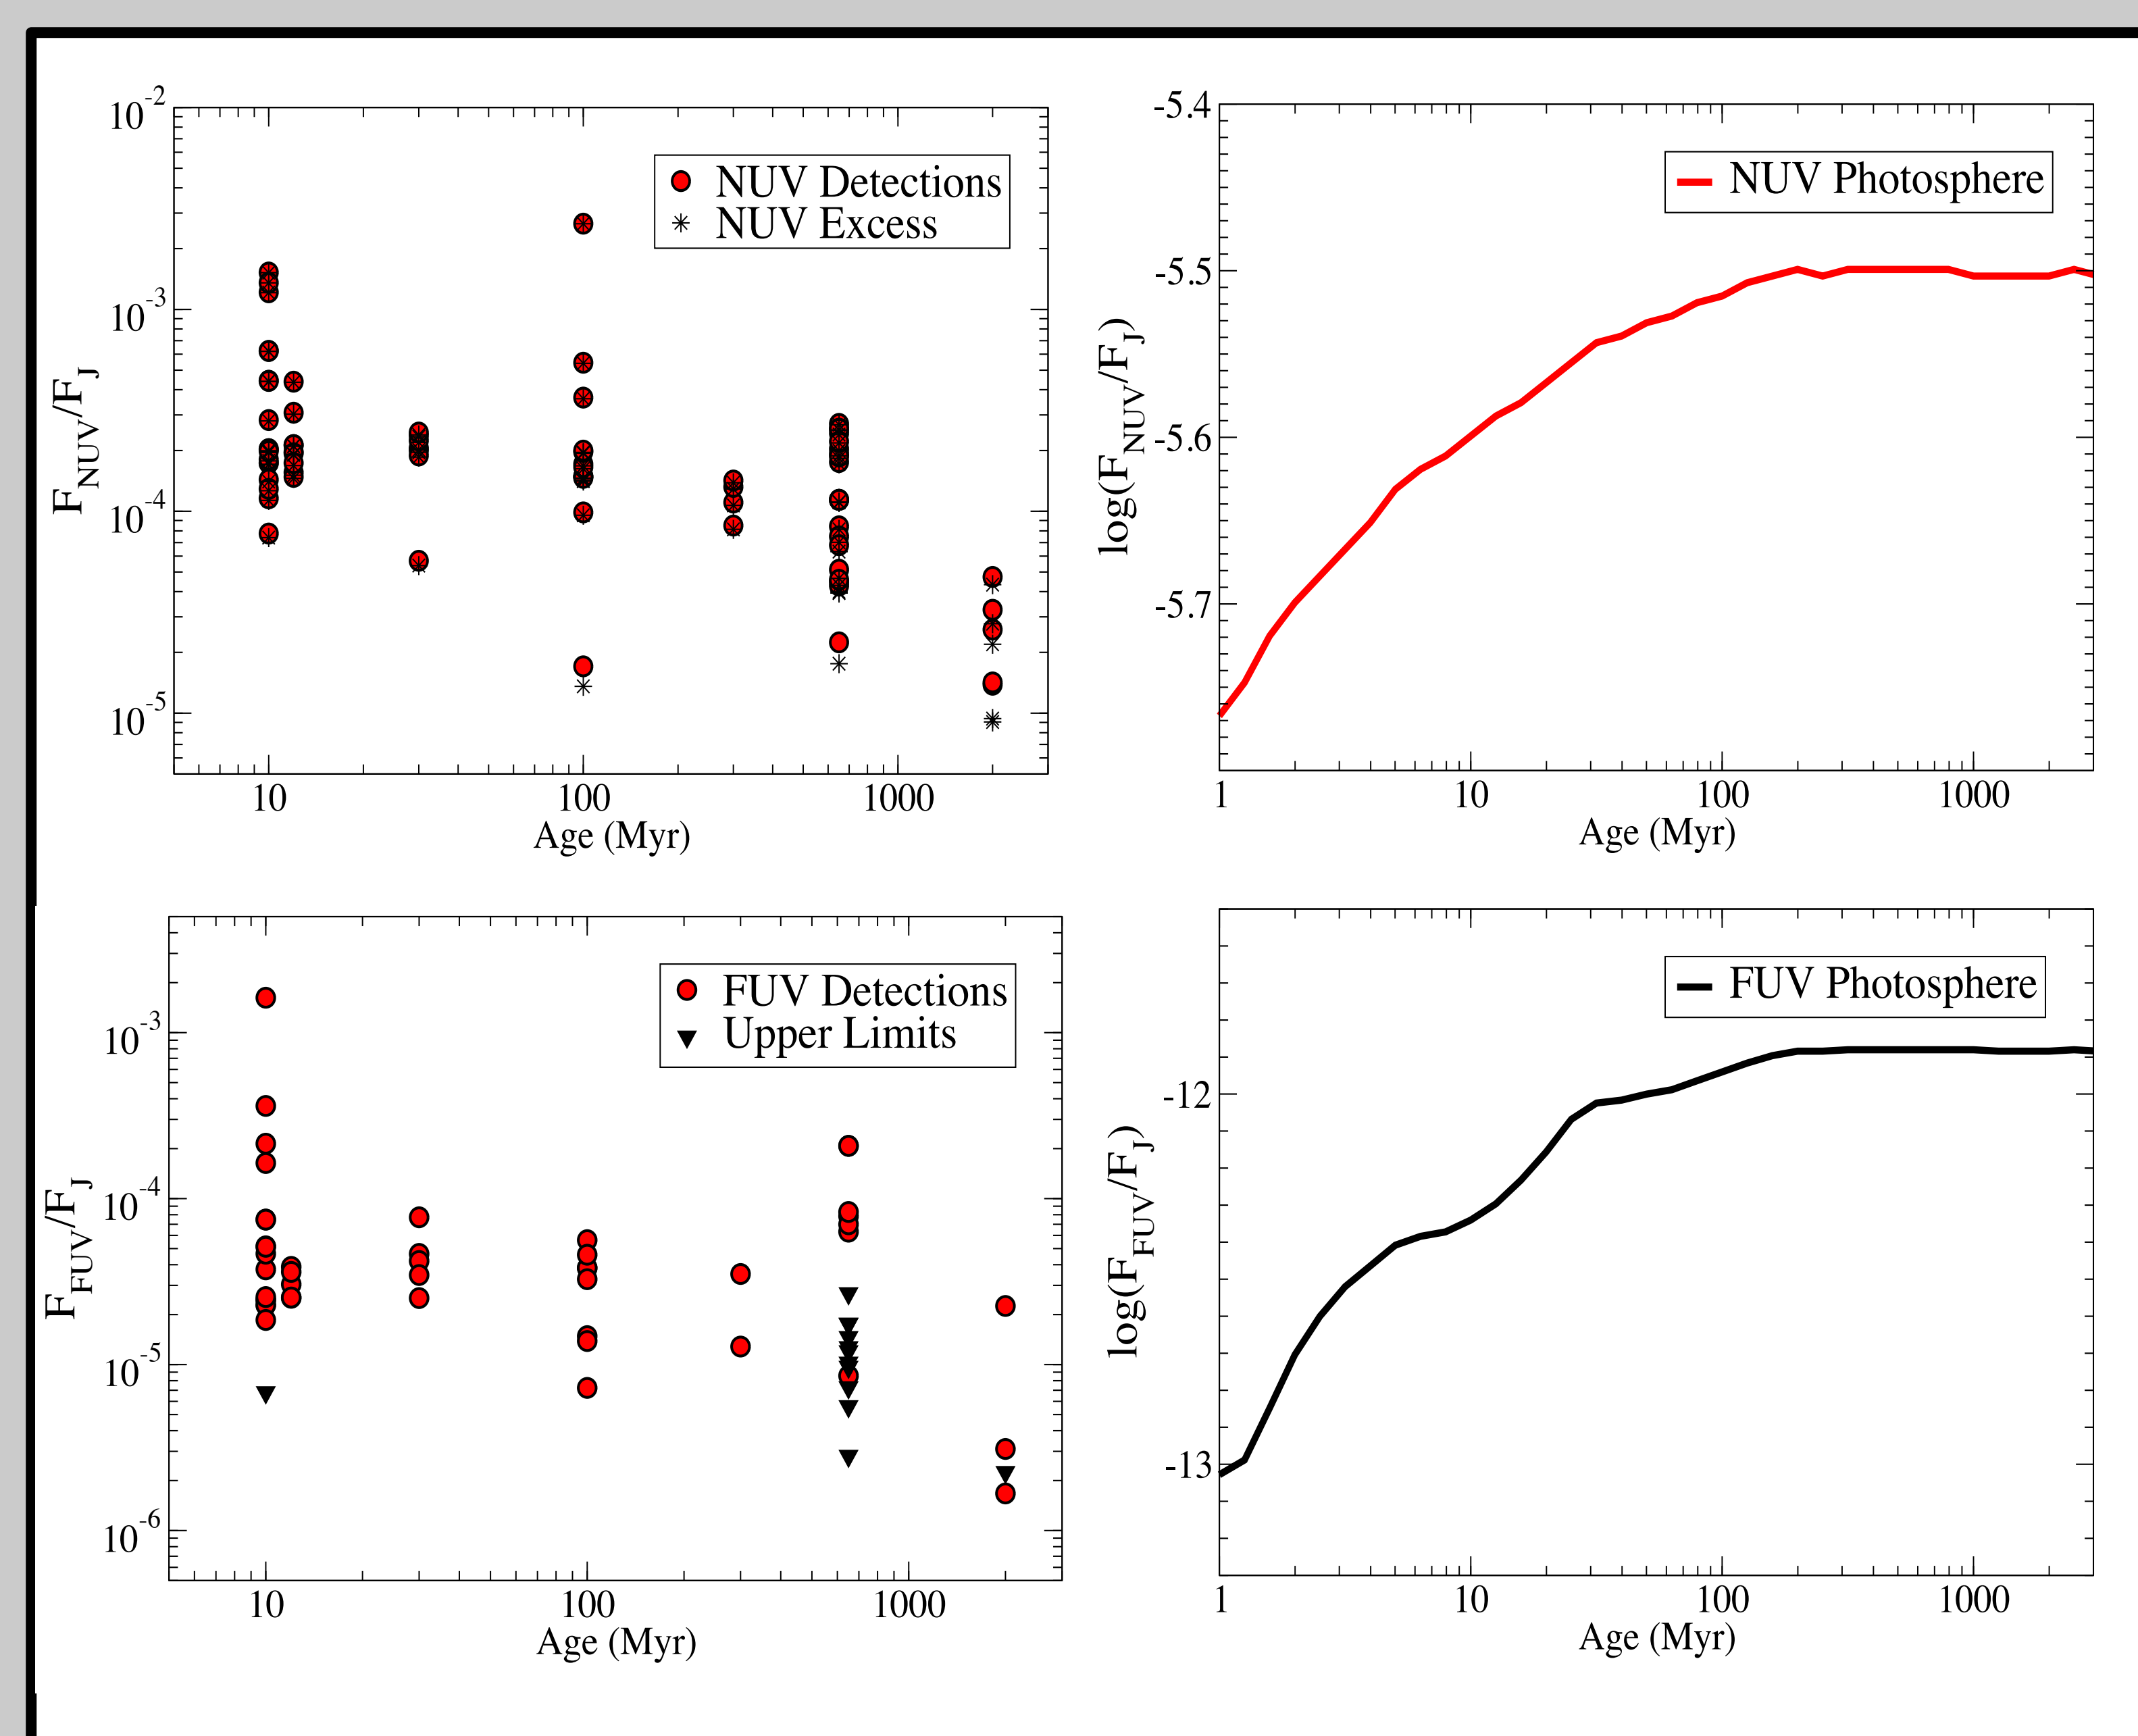 10^-2
10^-3
10^-4
10^-5
F_NUV/F_J
NUV Detections
NUV Excess
10 100 1000
Age (Myr)
-5.4
-5.5
-5.6
-5.7
log(F_NUV/F_J)
NUV Photosphere
1 10 100 1000
Age (Myr)
10^-3
10^-4
10^-5
10^-6
F_FUV/F_J
FUV Detections
Upper Limits
10 100 1000
Age (Myr)
-12
-13
log(F_FUV/F_J)
FUV Photosphere
1 10 100 1000
Age (Myr)